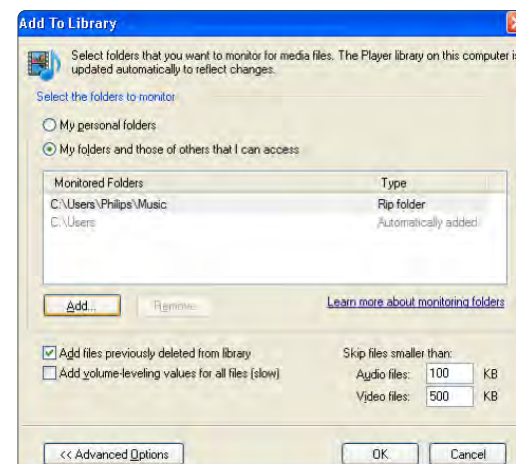 Add To Library
Select folders that you want to monitor for media files. The Player library on this computer is
updated automatically to reflect changes.
Select the folders to monitor
My personal folders
My folders and those of others that I can access
Monitored Folders Type
C:\Users\Philips\Music Rip folder
C:\Users Automatically added
Add... Remove Learn more about monitoring folders
Add files previously deleted from library Skip files smaller than:
Add volume-leveling values for all files (slow) Audio files: 100 KB
Video files: 500 KB
<< Advanced Options OK Cancel